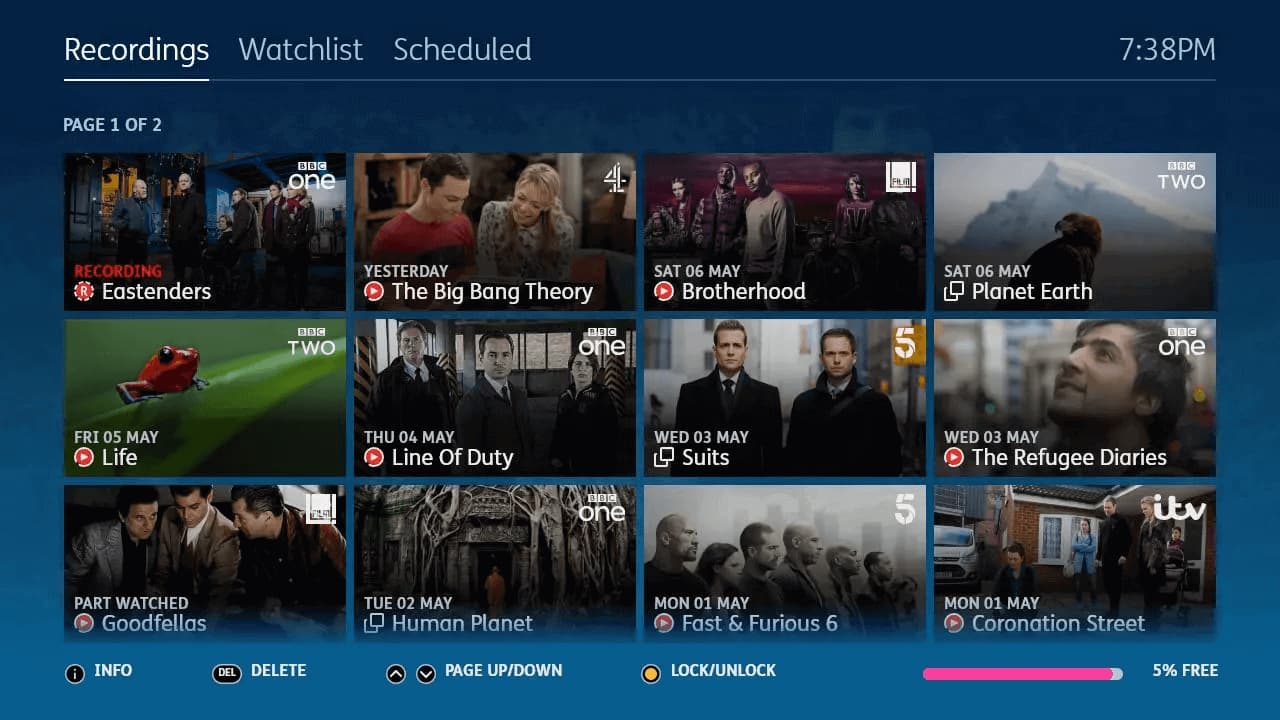 Recordings Watchlist Scheduled 7:38PM
PAGE 1 OF 2
BBC one
RECORDING
R Eastenders
4
YESTERDAY
The Big Bang Theory
FILM
SAT 06 MAY
Brotherhood
BBC TWO
SAT 06 MAY
Planet Earth
BBC TWO
FRI 05 MAY
Life
BBC one
THU 04 MAY
Line Of Duty
5
WED 03 MAY
Suits
BBC one
WED 03 MAY
The Refugee Diaries
FILM
PART WATCHED
Goodfellas
BBC one
TUE 02 MAY
Human Planet
5
MON 01 MAY
Fast & Furious 6
itv
MON 01 MAY
Coronation Street
i INFO DEL DELETE PAGE UP/DOWN LOCK/UNLOCK 5% FREE